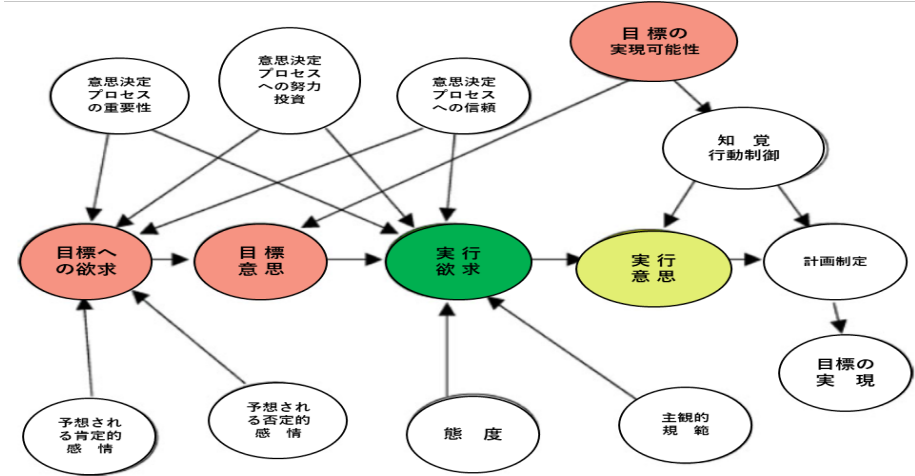 目標の
実現可能性
意思決定
プロセス
の重要性
意思決定
プロセス
への努力
投資
意思決定
プロセス
への信頼
知 覚
行動制御
目標へ
の欲求
目標
意思
実行
欲求
実行
意思
計画制定
目標の
実 現
予想され
る肯定的
感 情
予想され
る否定的
感 情
態 度
主観的
規 範